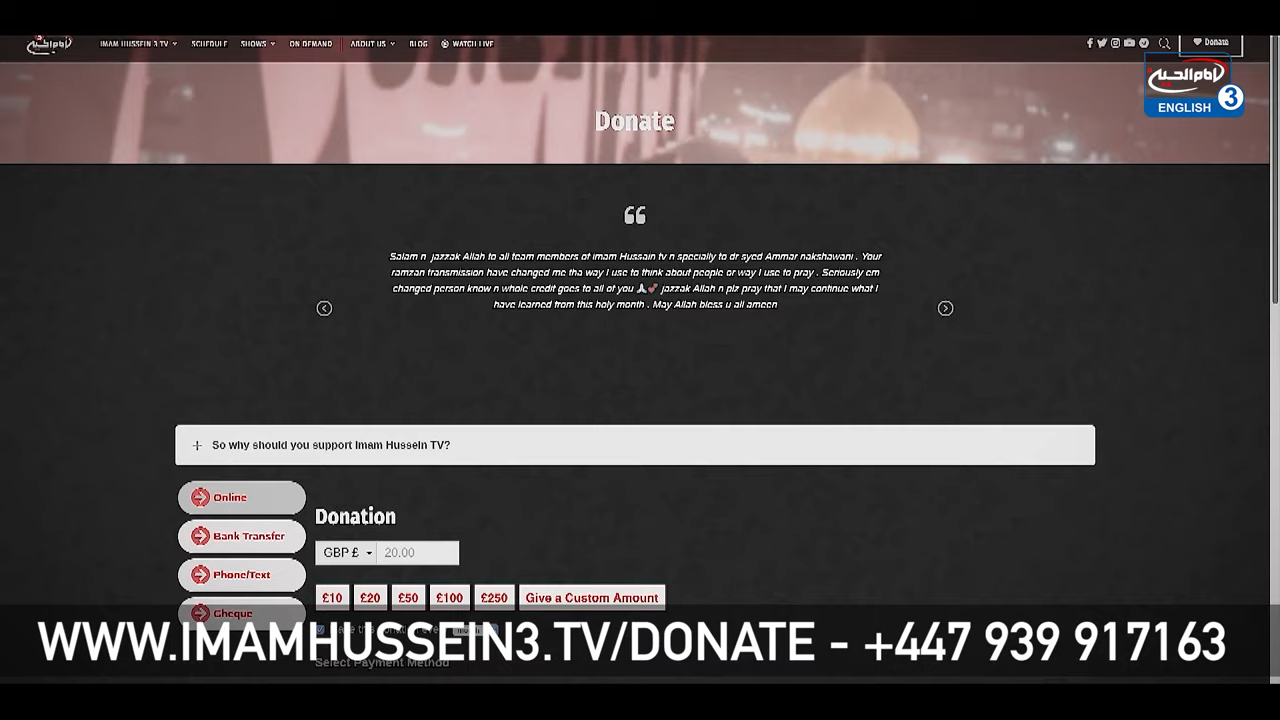 IMAM HUSSEIN 3 TV SCHEDULE SHOWS ON DEMAND ABOUT US BLOG WATCH LIVE
Donate
امام الحسين
3
ENGLISH
Donate
Salam n jazzak Allah to all team members of imam Hussain tv n specially to dr syed Ammar nakshawani . Your
ramzan transmission have changed me tha way I use to think about people or way I use to pray . Seriously em
changed person know n whole credit goes to all of you 🙏💕 jazzak Allah n plz pray that I may continue what I
have learned from this holy month . May Allah bless u all ameen
So why should you support Imam Hussein TV?
Online
Bank Transfer
Phone/Text
Cheque
Donation
GBP £ 20.00
£10 £20 £50 £100 £250 Give a Custom Amount
WWW.IMAMHUSSEIN3.TV/DONATE - +447 939 917163
Select Payment Method